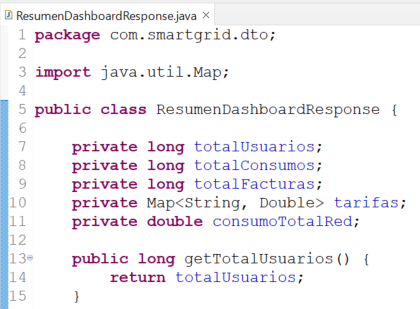 ResumenDashboardResponse.java
1 package com.smartgrid.dto;
2
3 import java.util.Map;
4
5 public class ResumenDashboardResponse {
6
7     private long totalUsuarios;
8     private long totalConsumos;
9     private long totalFacturas;
10     private Map<String, Double> tarifas;
11     private double consumoTotalRed;
12
13     public long getTotalUsuarios() {
14         return totalUsuarios;
15     }